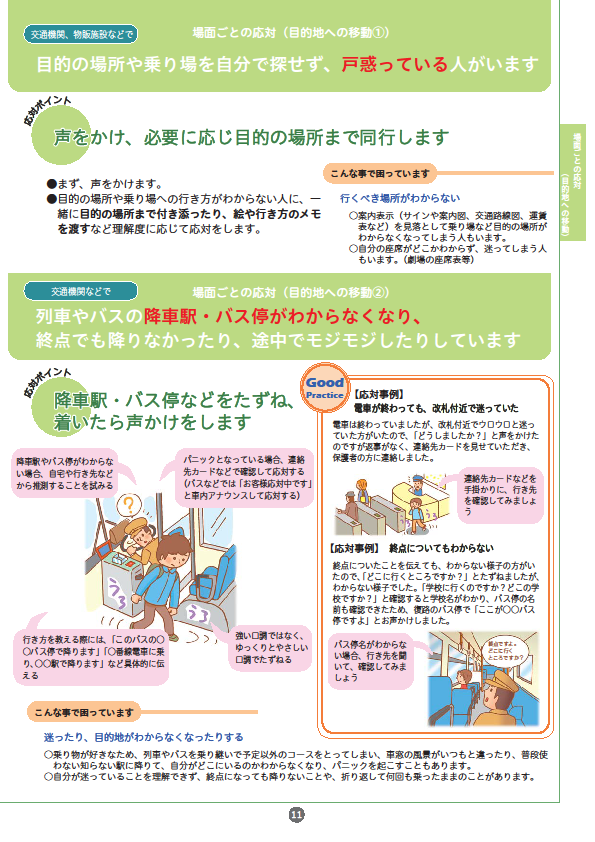 交通機関、物販施設などで
場面ごとの応対(目的地への移動①)
目的の場所や乗り場を自分で探せず、戸惑っている人がいます
応対ポイント
声をかけ、必要に応じ目的の場所まで同行します
●まず、声をかけます。
●目的の場所や乗り場への行き方がわからない人に、一
緒に目的の場所まで付き添ったり、絵や行き方のメモ
を渡すなど理解度に応じて応対をします。
こんな事で困っています
行くべき場所がわからない
○案内表示(サインや案内図、交通路線図、運賃
表など)を見落として乗り場など目的の場所が
わからなくなってしまう人もいます。
○自分の座席がどこかわからず、迷ってしまう人
もいます。(劇場の座席表等)
場面ごとの応対
(目的地への移動)
交通機関などで
場面ごとの応対(目的地への移動②)
列車やバスの降車駅・バス停がわからなくなり、
終点でも降りなかったり、途中でモジモジしたりしています
応対ポイント
降車駅・バス停などをたずね、
着いたら声かけをします
降車駅やバス停がわからな
い場合、自宅や行き先など
から推測することを試みる
パニックとなっている場合、連絡
先カードなどで確認して応対する
(バスなどでは「お客様応対中です」
と車内アナウンスして対応する)
?
うろ
うろ
行き方を教える際には、「このバスの○
○バス停で降ります」「○番線電車に乗
り、○○駅で降ります」など具体的に伝
える
強い口調ではなく、
ゆっくりとやさしい
口調でたずねる
Good
Practice
【応対事例】
電車が終わっても、改札付近で迷っていた
電車は終わっていましたが、改札付近でウロウロと迷っ
ていた方がいたので、「どうしましたか?」と声をかけた
のですが返事がなく、連絡先カードを見せていただき、
保護者の方に連絡しました。
連絡先カードなどを
手掛かりに、行き先
を確認してみましょ
う
うろ
うろ
【応対事例】 終点についてもわからない
終点についたことを伝えても、わからない様子の方がい
たので、「どこに行くところですか?」とたずねましたが、
わからない様子でした。「学校に行くのですか?どこの学
校ですか?」と確認すると学校名がわかり、バス停の名
前も確認できたため、復路のバス停で「ここが○○バス
停ですよ」とお声かけしました。
バス停名がわからな
い場合、行き先を聞
いて、確認してみま
しょう
終点ですよ。
どこに行く
ところですか?
こんな事で困っています
迷ったり、目的地がわからなくなったりする
○乗り物が好きなため、列車やバスを乗り継いで予定以外のコースをとってしまい、車窓の風景がいつもと違ったり、普段使
わない知らない駅に降りて、自分がどこにいるのかわからなくなり、パニックを起こすこともあります。
○自分が迷っていることを理解できず、終点になっても降りないことや、折り返して何回も乗ったままのことがあります。
11